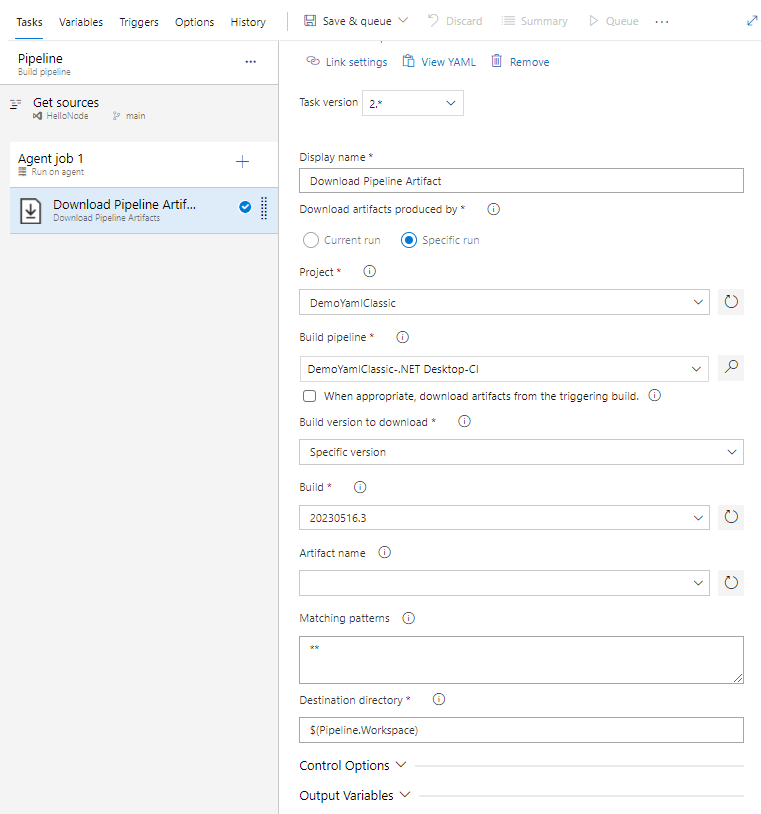 Tasks Variables Triggers Options History Save & queue Discard Summary Queue ...
Pipeline
Build pipeline
Get sources
HelloNode main
Agent job 1
Run on agent
Download Pipeline Artif...
Download Pipeline Artifacts
Link settings View YAML Remove
Task version 2.*
Display name *
Download Pipeline Artifact
Download artifacts produced by *
Current run Specific run
Project *
DemoYamlClassic
Build pipeline *
DemoYamlClassic-.NET Desktop-CI
When appropriate, download artifacts from the triggering build.
Build version to download *
Specific version
Build *
20230516.3
Artifact name
Matching patterns
**
Destination directory *
$(Pipeline.Workspace)
Control Options
Output Variables